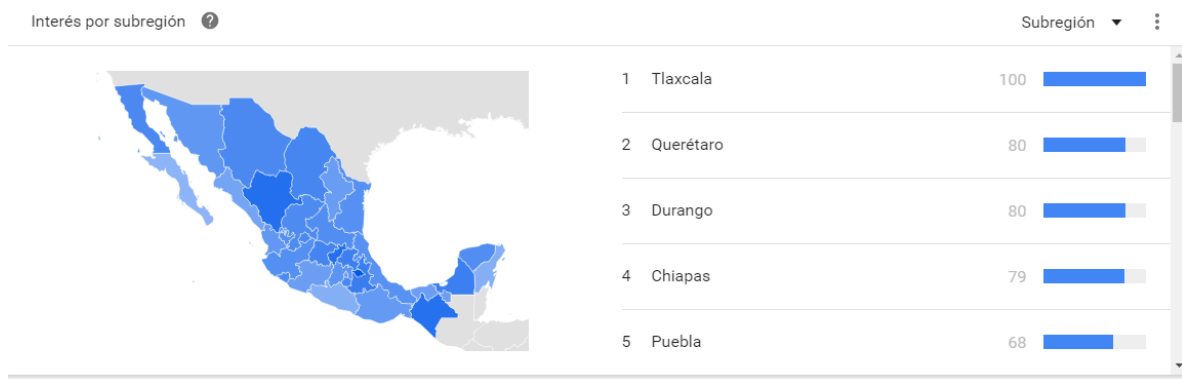 Interés por subregión ?
Subregión
1 Tlaxcala 100
2 Querétaro 80
3 Durango 80
4 Chiapas 79
5 Puebla 68